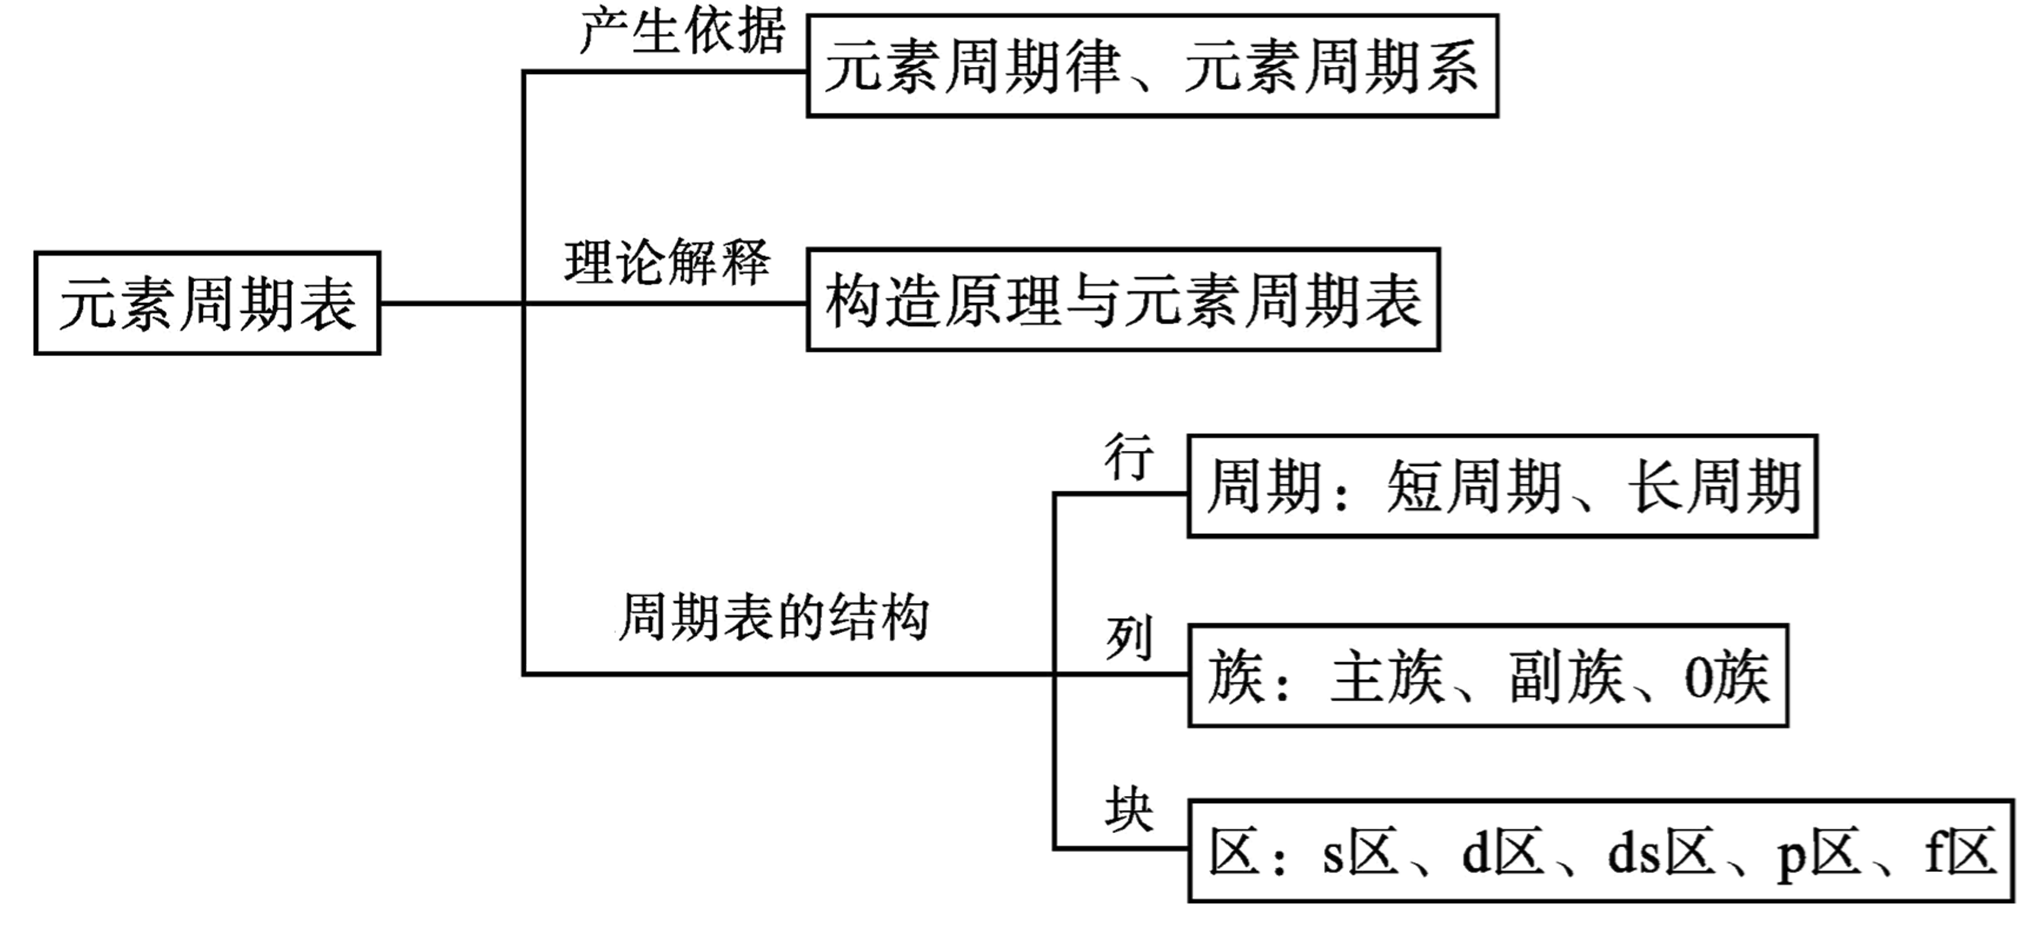 产生依据
元素周期律、元素周期系
元素周期表
理论解释
构造原理与元素周期表
周期表的结构
行
周期：短周期、长周期
列
族：主族、副族、0族
块
区：s区、d区、ds区、p区、f区